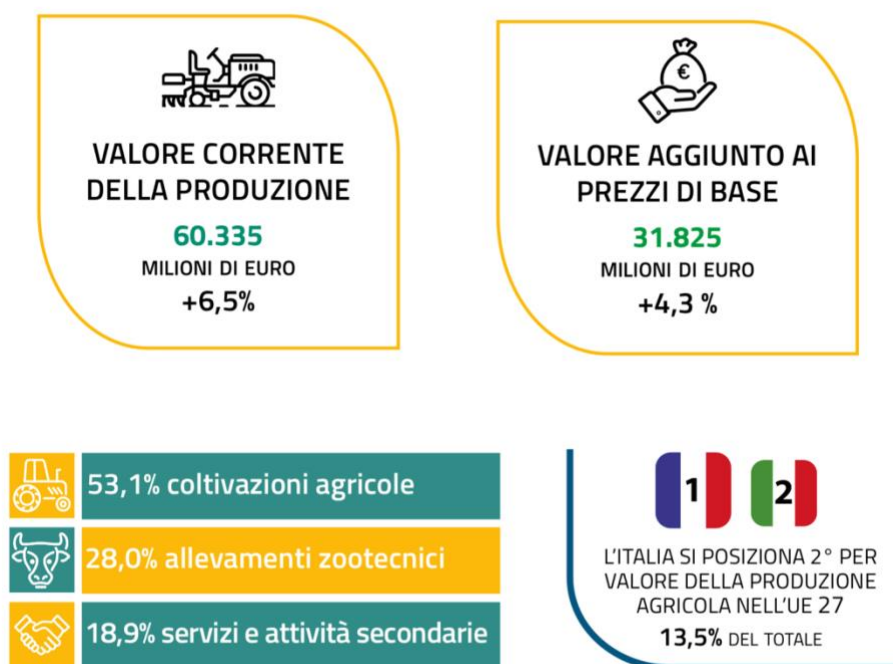 VALORE CORRENTE
DELLA PRODUZIONE
60.335
MILIONI DI EURO
+6,5%
VALORE AGGIUNTO AI
PREZZI DI BASE
31.825
MILIONI DI EURO
+4,3 %
53,1% coltivazioni agricole
28,0% allevamenti zootecnici
18,9% servizi e attività secondarie
1 2
L'ITALIA SI POSIZIONA 2° PER
VALORE DELLA PRODUZIONE
AGRICOLA NELL'UE 27
13,5% DEL TOTALE